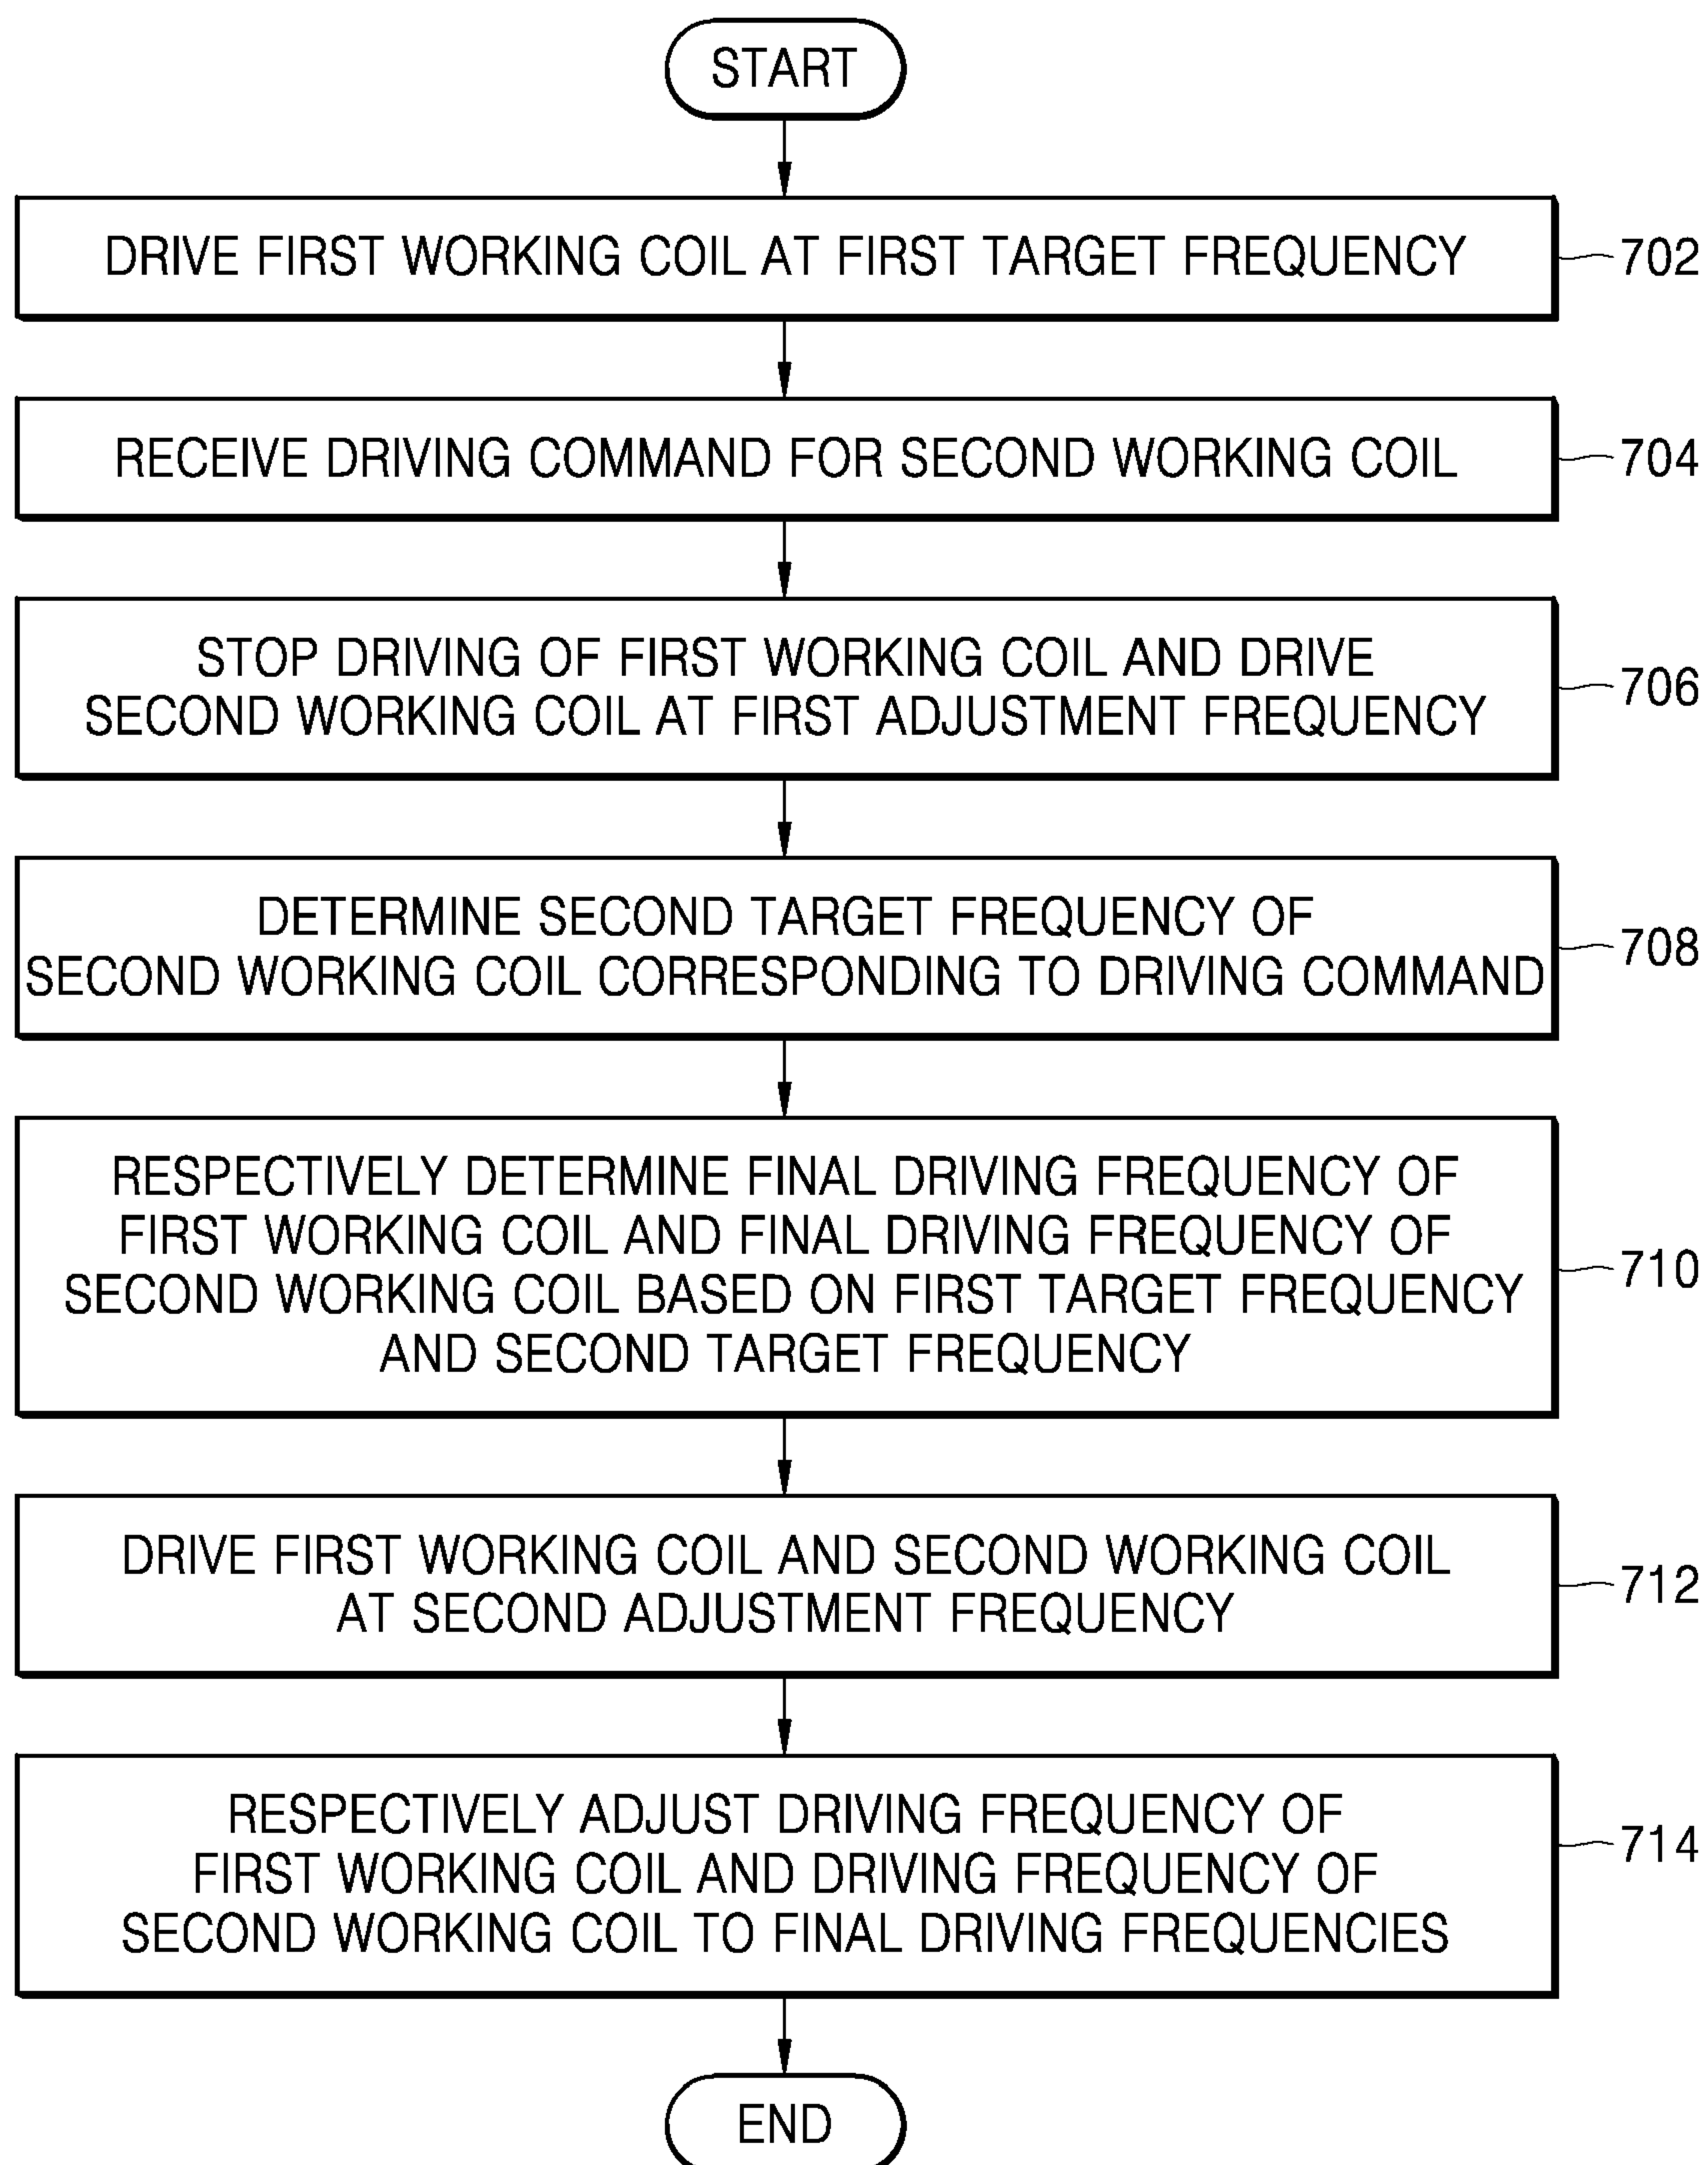 START
DRIVE FIRST WORKING COIL AT FIRST TARGET FREQUENCY
702
RECEIVE DRIVING COMMAND FOR SECOND WORKING COIL
704
STOP DRIVING OF FIRST WORKING COIL AND DRIVE
SECOND WORKING COIL AT FIRST ADJUSTMENT FREQUENCY
706
DETERMINE SECOND TARGET FREQUENCY OF
SECOND WORKING COIL CORRESPONDING TO DRIVING COMMAND
708
RESPECTIVELY DETERMINE FINAL DRIVING FREQUENCY OF
FIRST WORKING COIL AND FINAL DRIVING FREQUENCY OF
SECOND WORKING COIL BASED ON FIRST TARGET FREQUENCY
AND SECOND TARGET FREQUENCY
710
DRIVE FIRST WORKING COIL AND SECOND WORKING COIL
AT SECOND ADJUSTMENT FREQUENCY
712
RESPECTIVELY ADJUST DRIVING FREQUENCY OF
FIRST WORKING COIL AND DRIVING FREQUENCY OF
SECOND WORKING COIL TO FINAL DRIVING FREQUENCIES
714
END